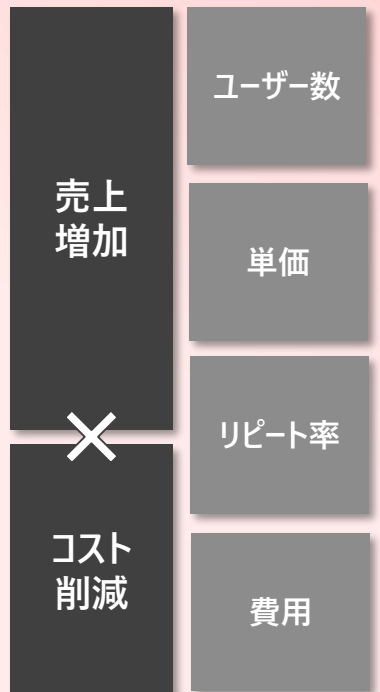 売上
増加
×
コスト
削減
ユーザー数
単価
リピート率
費用